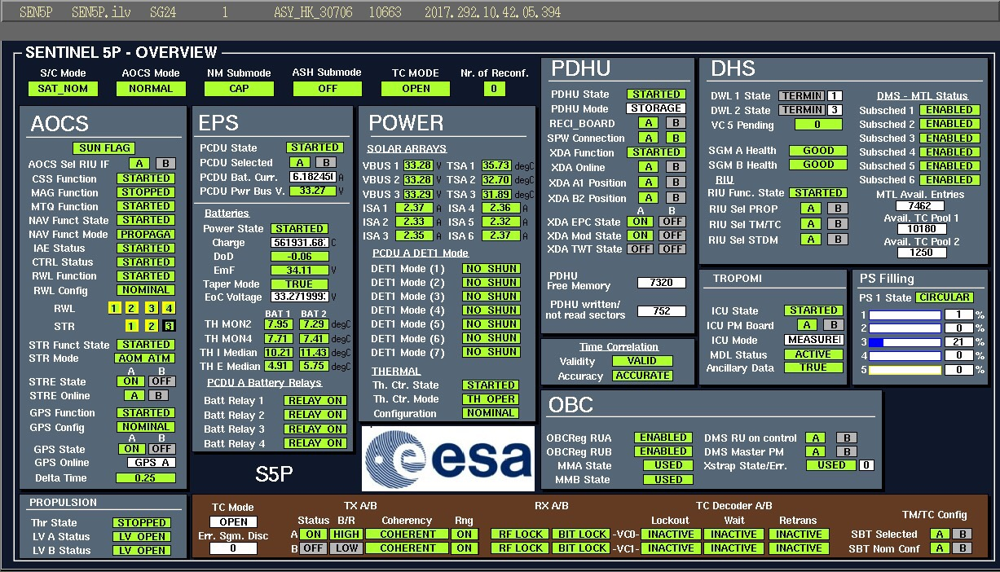 SEN5P SEN5P.ilv SG24 1 ASY_HK_30706 10663 2017.292.10.42.05.394
SENTINEL 5P - OVERVIEW
S/C Mode AOCS Mode NM Submode ASH Submode TC MODE Nr. of Reconf.
SAT_NOM NORMAL CAP OFF OPEN 0
AOCS
SUN FLAG
AOCS Sel RIU IF A B
CSS Function STARTED
MAG Function STOPPED
MTQ Function STARTED
NAV Funct State STARTED
NAV Funct Mode PROPAGA
IAE Status STARTED
CTRL Status STARTED
RWL Function STARTED
RWL Config NOMINAL
RWL 1 2 3 4
STR 1 2 3
STR Funct State STARTED
STR Mode AOM ATM
A B
STRE State ON OFF
STRE Online A B
GPS Function STARTED
GPS Config NOMINAL
A B
GPS State ON OFF
GPS Online GPS A
Delta Time 0.25
PROPULSION
Thr State STOPPED
LV A Status LV OPEN
LV B Status LV OPEN
EPS
PCDU State STARTED
PCDU Selected A B
PCDU Bat. Curr. 6.18245 A
PCDU Pwr Bus V. 33.27 V
Batteries
Power State STARTED
Charge 561931.68 C
DoD -0.06
EmF 34.11 V
Taper Mode TRUE
EoC Voltage 33.271999 V
BAT 1 BAT 2
TH MON2 7.95 7.29 degC
TH MON4 7.71 7.41 degC
TH I Median 10.21 11.43 degC
TH E Median 4.91 5.75 degC
PCDU A Battery Relays
Batt Relay 1 RELAY ON
Batt Relay 2 RELAY ON
Batt Relay 3 RELAY ON
Batt Relay 4 RELAY ON
S5P
POWER
SOLAR ARRAYS
VBUS 1 33.28 V TSA 1 35.73 degC
VBUS 2 33.28 V TSA 2 32.70 degC
VBUS 3 33.29 V TSA 3 31.89 degC
ISA 1 2.37 A ISA 4 2.36 A
ISA 2 2.33 A ISA 5 2.32 A
ISA 3 2.35 A ISA 6 2.37 A
PCDU A DET1 Mode
DET1 Mode (1) NO SHUN
DET1 Mode (2) NO SHUN
DET1 Mode (3) NO SHUN
DET1 Mode (4) NO SHUN
DET1 Mode (5) NO SHUN
DET1 Mode (6) NO SHUN
DET1 Mode (7) NO SHUN
THERMAL
Th. Ctr. State STARTED
Th. Ctr. Mode TH OPER
Configuration NOMINAL
esa
PDHU
PDHU State STARTED
PDHU Mode STORAGE
RECI_BOARD A B
SPW Connection A B
XDA Function STARTED
XDA Online A B
XDA A1 Position A B
XDA B2 Position A B
A B
XDA EPC State ON OFF
XDA Mod State ON OFF
XDA TWT State OFF OFF
PDHU
Free Memory 7320
PDHU written/
not read sectors 752
Time Correlation
Validity VALID
Accuracy ACCURATE
DHS
DWL 1 State TERMIN 1
DWL 2 State TERMIN 3
VC 5 Pending 0
SGM A Health GOOD
SGM B Health GOOD
RIU
RIU Func. State STARTED
RIU Sel PROP A B
RIU Sel TM/TC A B
RIU Sel STDM A B
DMS - MTL Status
Subsched 1 ENABLED
Subsched 2 ENABLED
Subsched 3 ENABLED
Subsched 4 ENABLED
Subsched 5 ENABLED
Subsched 6 ENABLED
MTL Avail. Entries
7462
Avail. TC Pool 1
10180
Avail. TC Pool 2
1250
TROPOMI
ICU State STARTED
ICU PM Board A B
ICU Mode MEASURE
MDL Status ACTIVE
Ancillary Data TRUE
PS Filling
PS 1 State CIRCULAR
1 1 %
2 0 %
3 21 %
4 0 %
5 0 %
OBC
OBCReg RUA ENABLED DMS RU on control A B
OBCReg RUB ENABLED DMS Master PM A B
MMA State USED Xstrap State/Err. USED 0
MMB State USED
TC Mode
OPEN
Err. Sgm. Disc
0
TX A/B RX A/B TC Decoder A/B TM/TC Config
Status B/R Coherency Rng Lockout Wait Retrans
A ON HIGH COHERENT ON RF LOCK BIT LOCK -VC0- INACTIVE INACTIVE INACTIVE SBT Selected A B
B OFF LOW COHERENT ON RF LOCK BIT LOCK -VC1- INACTIVE INACTIVE INACTIVE SBT Nom Conf A B